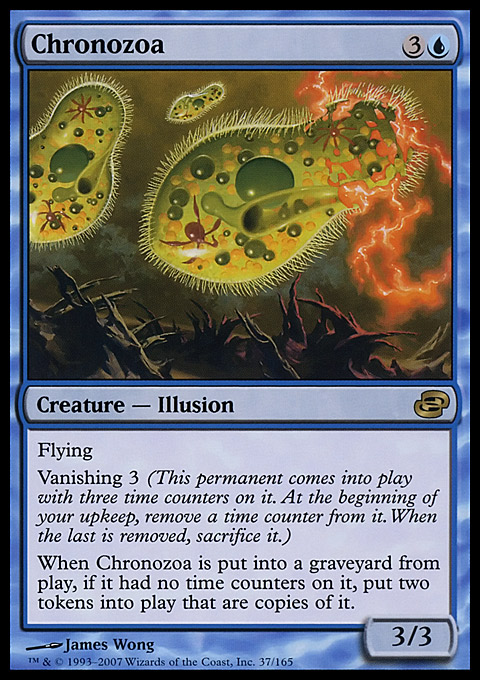 Chronozoa 3
Creature — Illusion
Flying
Vanishing 3 (This permanent comes into play
with three time counters on it. At the beginning of
your upkeep, remove a time counter from it. When
the last is removed, sacrifice it.)
When Chronozoa is put into a graveyard from
play, if it had no time counters on it, put two
tokens into play that are copies of it.
3/3
James Wong
™ & © 1993–2007 Wizards of the Coast, Inc. 37/165